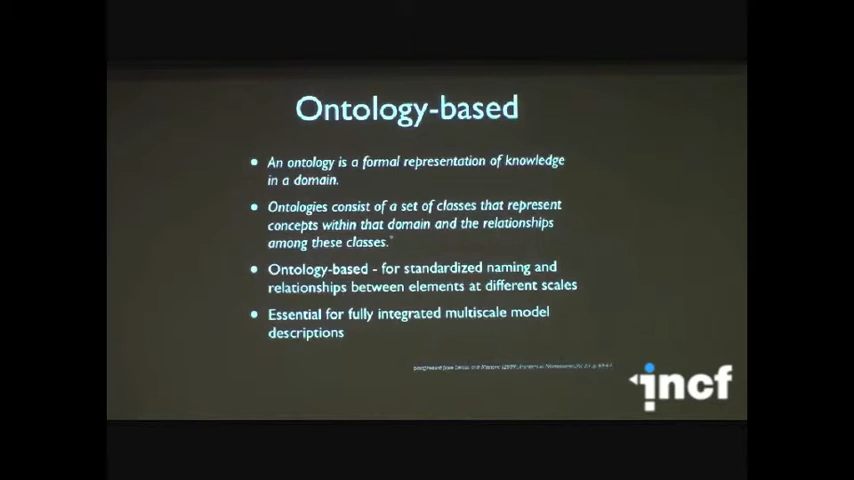 Ontology-based
• An ontology is a formal representation of knowledge
in a domain.
• Ontologies consist of a set of classes that represent
concepts within that domain and the relationships
among these classes.*
• Ontology-based - for standardized naming and
relationships between elements at different scales
• Essential for fully integrated multiscale model
descriptions
incf